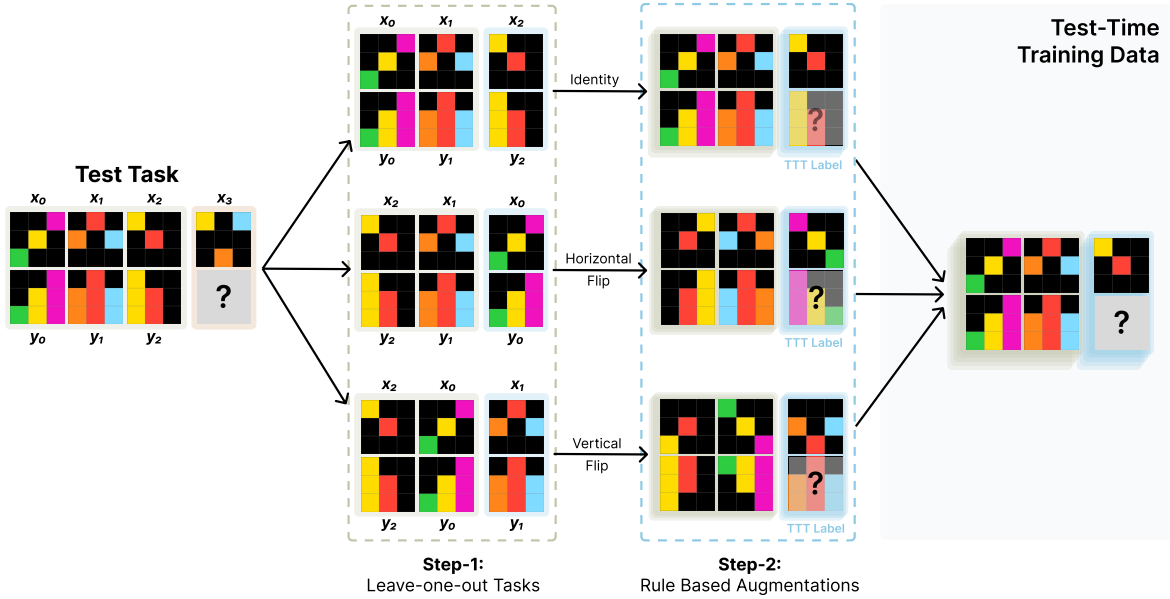 Test-Time
Training Data
x₀ x₁ x₂
Identity
?
y₀ y₁ y₂
TTT Label
Test Task
x₀ x₁ x₂ x₃
?
y₀ y₁ y₂
x₂ x₁ x₀
Horizontal
Flip
?
y₂ y₁ y₀
TTT Label
?
x₂ x₀ x₁
Vertical
Flip
?
y₂ y₀ y₁
TTT Label
Step-1:
Leave-one-out Tasks
Step-2:
Rule Based Augmentations